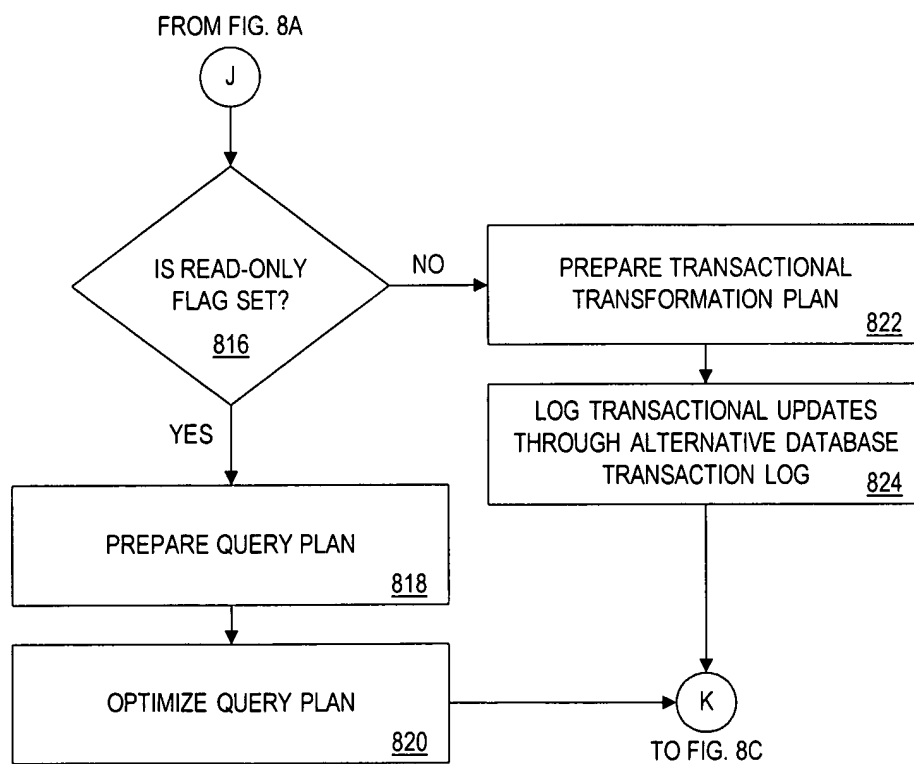 FROM FIG. 8A
J
IS READ-ONLY
FLAG SET?
816
NO
YES
PREPARE TRANSACTIONAL
TRANSFORMATION PLAN
822
LOG TRANSACTIONAL UPDATES
THROUGH ALTERNATIVE DATABASE
TRANSACTION LOG
824
PREPARE QUERY PLAN
818
OPTIMIZE QUERY PLAN
820
K
TO FIG. 8C